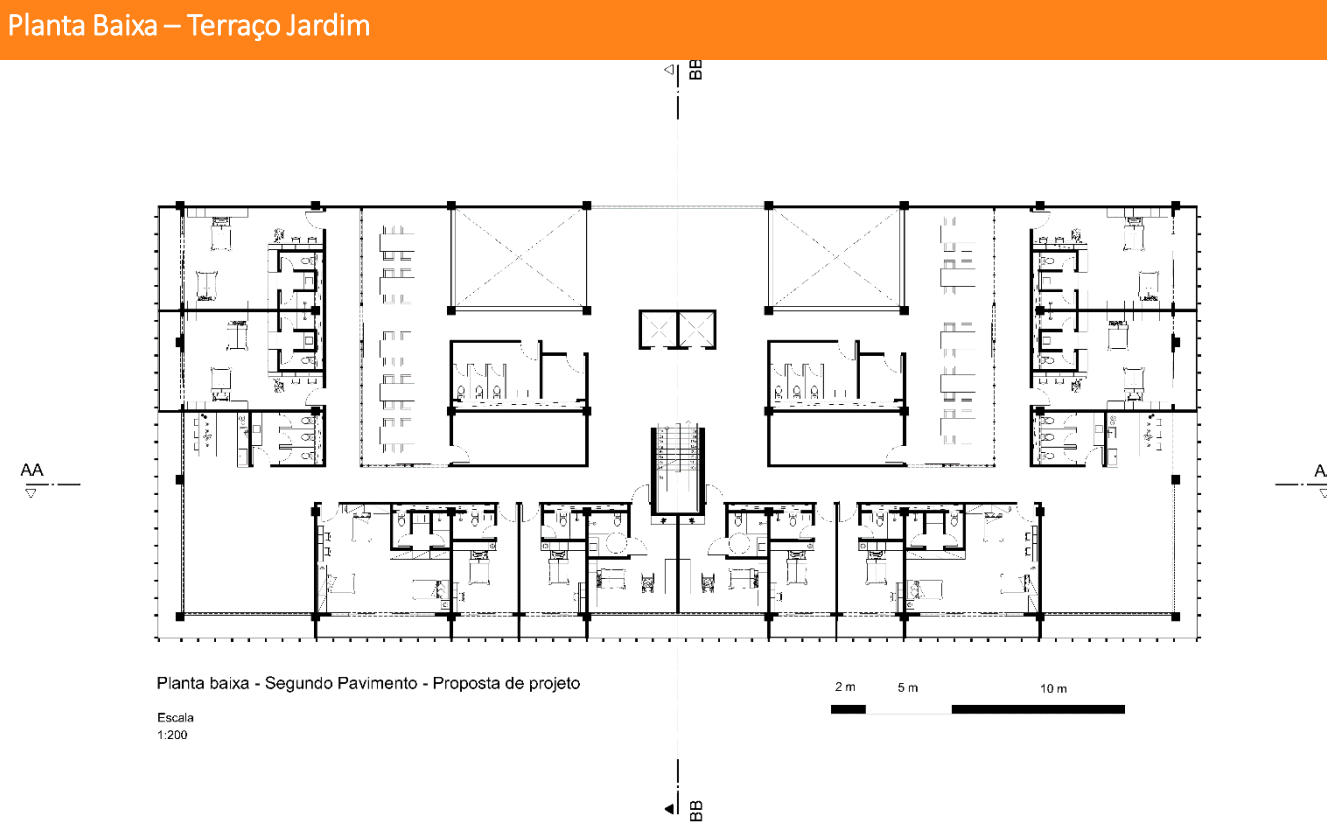 Planta Baixa – Terraço Jardim
BB
AA
Planta baixa - Segundo Pavimento - Proposta de projeto
Escala
1:200
2 m
5 m
10 m
BB